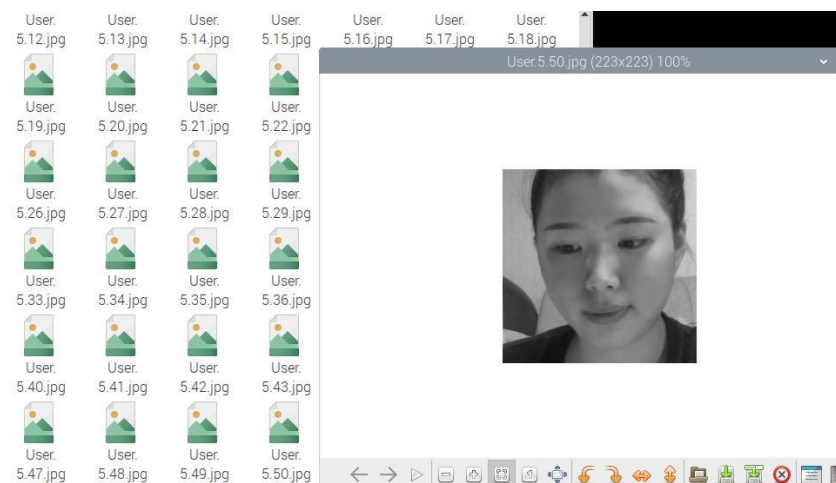 User. User. User. User. User. User. User.
5.12.jpg 5.13.jpg 5.14.jpg 5.15.jpg 5.16.jpg 5.17.jpg 5.18.jpg
User.5.50.jpg (223x223) 100%
User. User. User. User.
5.19.jpg 5.20.jpg 5.21.jpg 5.22.jpg
User. User. User. User.
5.26.jpg 5.27.jpg 5.28.jpg 5.29.jpg
User. User. User. User.
5.33.jpg 5.34.jpg 5.35.jpg 5.36.jpg
User. User. User. User.
5.40.jpg 5.41.jpg 5.42.jpg 5.43.jpg
User. User. User. User.
5.47.jpg 5.48.jpg 5.49.jpg 5.50.jpg